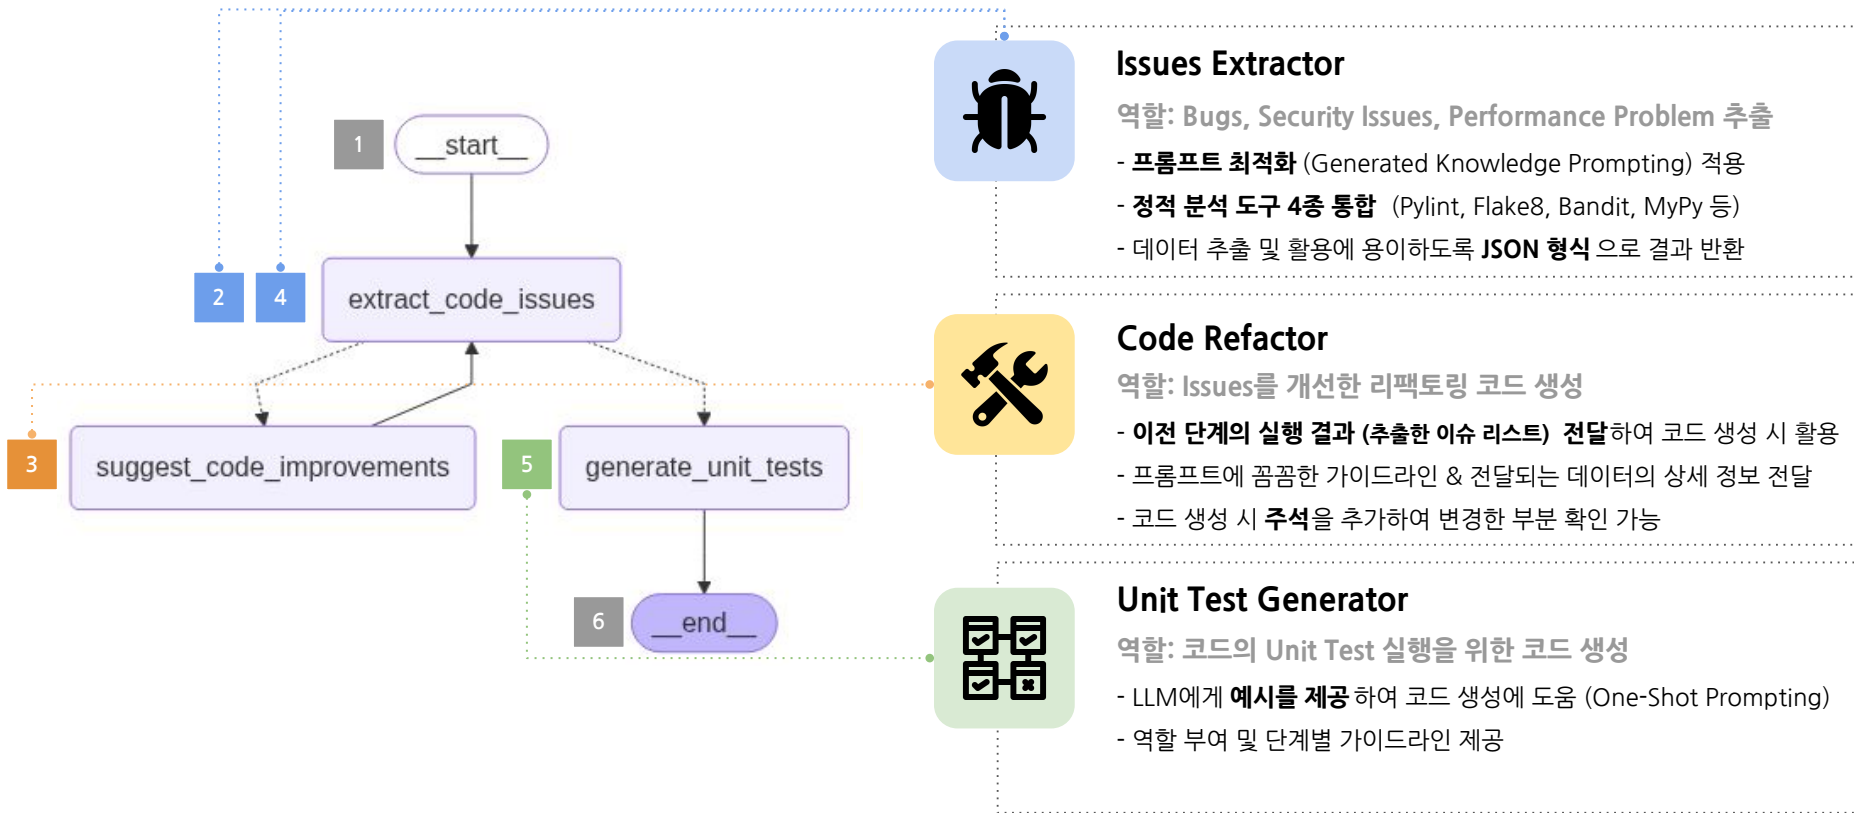 1
__start__
2
4
extract_code_issues
3
suggest_code_improvements
5
generate_unit_tests
6
__end__
Issues Extractor
역할: Bugs, Security Issues, Performance Problem 추출
- 프롬프트 최적화 (Generated Knowledge Prompting) 적용
- 정적 분석 도구 4종 통합 (Pylint, Flake8, Bandit, MyPy 등)
- 데이터 추출 및 활용에 용이하도록 JSON 형식 으로 결과 반환
Code Refactor
역할: Issues를 개선한 리팩토링 코드 생성
- 이전 단계의 실행 결과 (추출한 이슈 리스트) 전달하여 코드 생성 시 활용
- 프롬프트에 꼼꼼한 가이드라인 & 전달되는 데이터의 상세 정보 전달
- 코드 생성 시 주석을 추가하여 변경한 부분 확인 가능
Unit Test Generator
역할: 코드의 Unit Test 실행을 위한 코드 생성
- LLM에게 예시를 제공 하여 코드 생성에 도움 (One-Shot Prompting)
- 역할 부여 및 단계별 가이드라인 제공